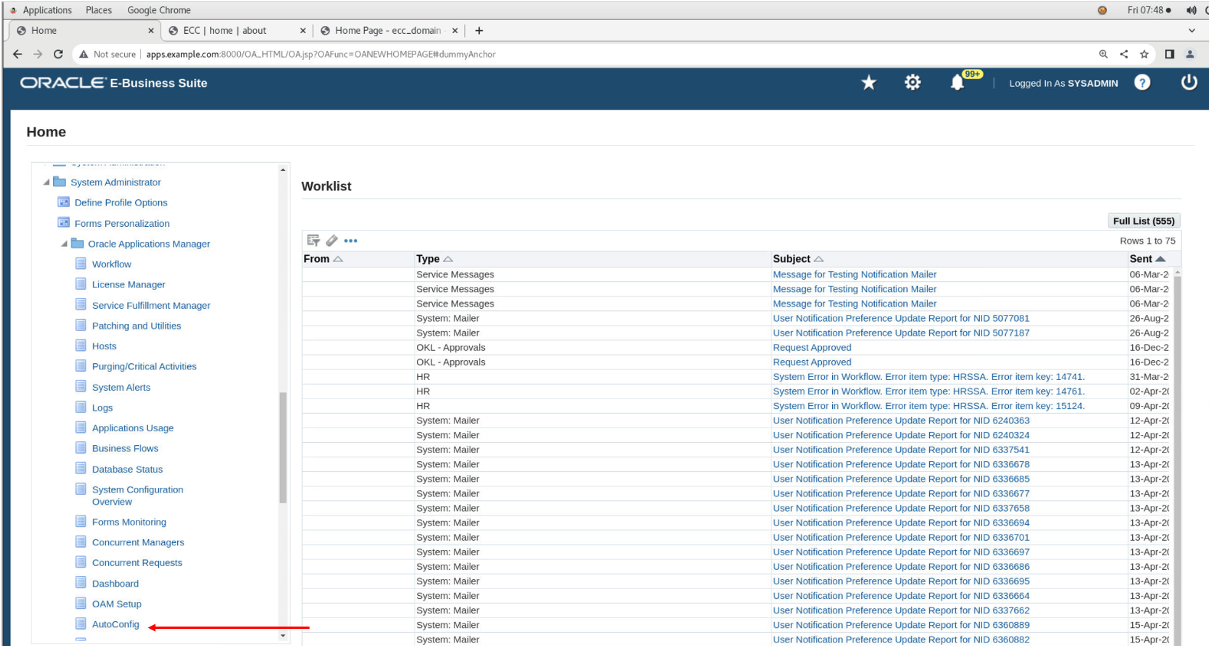 Applications Places Google Chrome Fri 07:48
Home × ECC | home | about × Home Page - ecc_domain × +
Not secure | apps.example.com:8000/OA_HTML/OA.jsp?OAFunc=OANEWHOMEPAGE#dummyAnchor
ORACLE E-Business Suite 99+ Logged In As SYSADMIN ?
Home
System Administrator
Define Profile Options
Forms Personalization
Oracle Applications Manager
Workflow
License Manager
Service Fulfillment Manager
Patching and Utilities
Hosts
Purging/Critical Activities
System Alerts
Logs
Applications Usage
Business Flows
Database Status
System Configuration
Overview
Forms Monitoring
Concurrent Managers
Concurrent Requests
Dashboard
OAM Setup
AutoConfig
Worklist
Full List (555)
Rows 1 to 75
From Type Subject Sent
Service Messages Message for Testing Notification Mailer 06-Mar-2
Service Messages Message for Testing Notification Mailer 06-Mar-2
Service Messages Message for Testing Notification Mailer 06-Mar-2
System: Mailer User Notification Preference Update Report for NID 5077081 26-Aug-2
System: Mailer User Notification Preference Update Report for NID 5077187 26-Aug-2
OKL - Approvals Request Approved 16-Dec-2
OKL - Approvals Request Approved 16-Dec-2
HR System Error in Workflow. Error item type: HRSSA. Error item key: 14741. 31-Mar-2
HR System Error in Workflow. Error item type: HRSSA. Error item key: 14761. 02-Apr-20
HR System Error in Workflow. Error item type: HRSSA. Error item key: 15124. 09-Apr-20
System: Mailer User Notification Preference Update Report for NID 6240363 12-Apr-20
System: Mailer User Notification Preference Update Report for NID 6240324 12-Apr-20
System: Mailer User Notification Preference Update Report for NID 6337541 12-Apr-20
System: Mailer User Notification Preference Update Report for NID 6336678 13-Apr-20
System: Mailer User Notification Preference Update Report for NID 6336685 13-Apr-20
System: Mailer User Notification Preference Update Report for NID 6336677 13-Apr-20
System: Mailer User Notification Preference Update Report for NID 6337658 13-Apr-20
System: Mailer User Notification Preference Update Report for NID 6336694 13-Apr-20
System: Mailer User Notification Preference Update Report for NID 6336701 13-Apr-20
System: Mailer User Notification Preference Update Report for NID 6336697 13-Apr-20
System: Mailer User Notification Preference Update Report for NID 6336686 13-Apr-20
System: Mailer User Notification Preference Update Report for NID 6336695 13-Apr-20
System: Mailer User Notification Preference Update Report for NID 6336664 13-Apr-20
System: Mailer User Notification Preference Update Report for NID 6337662 13-Apr-20
System: Mailer User Notification Preference Update Report for NID 6360889 15-Apr-20
System: Mailer User Notification Preference Update Report for NID 6360882 15-Apr-20